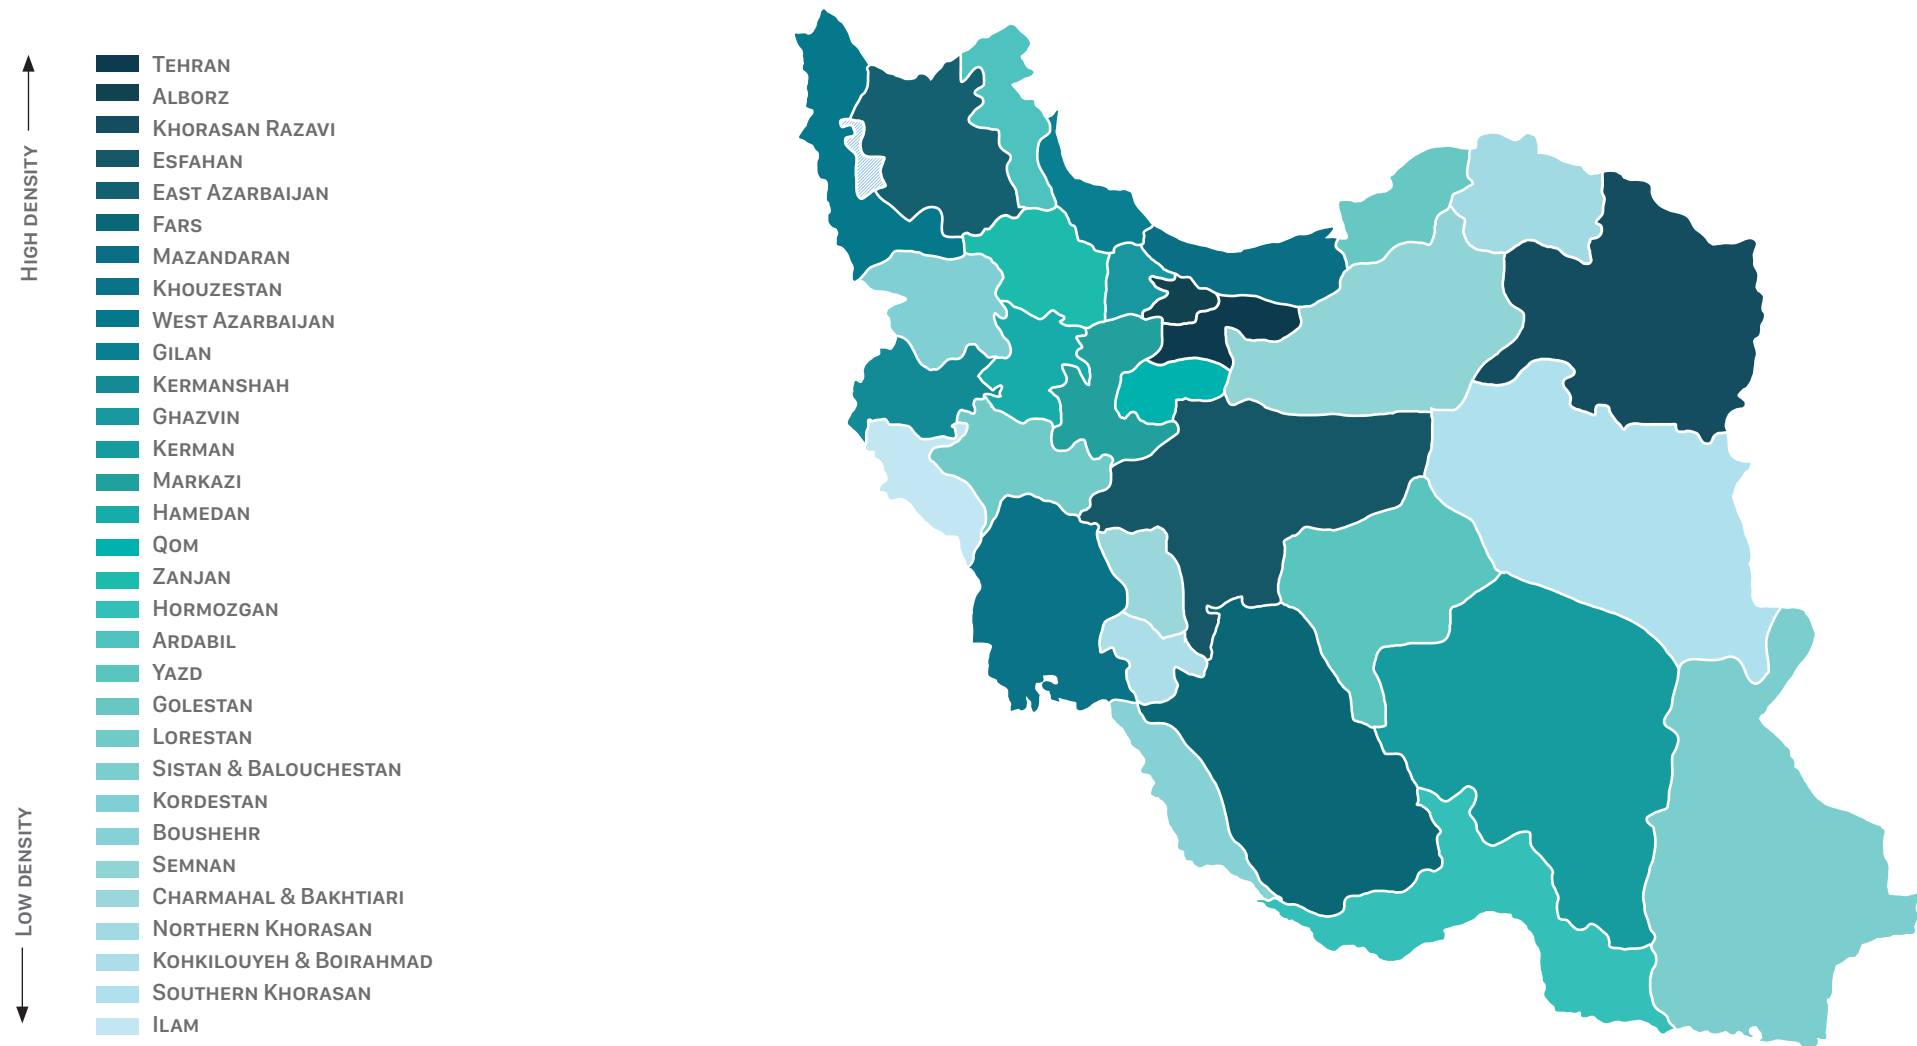 High density
Tehran
Alborz
Khorasan Razavi
Esfahan
East Azarbaijan
Fars
Mazandaran
Khouzestan
West Azarbaijan
Gilan
Kermanshah
Ghazvin
Kerman
Markazi
Hamedan
Qom
Zanjan
Hormozgan
Ardabil
Yazd
Golestan
Lorestan
Sistan & Balouchestan
Kordestan
Boushehr
Semnan
Charmahal & Bakhtiari
Northern Khorasan
Kohkilouyeh & Boirahmad
Southern Khorasan
Ilam
Low density